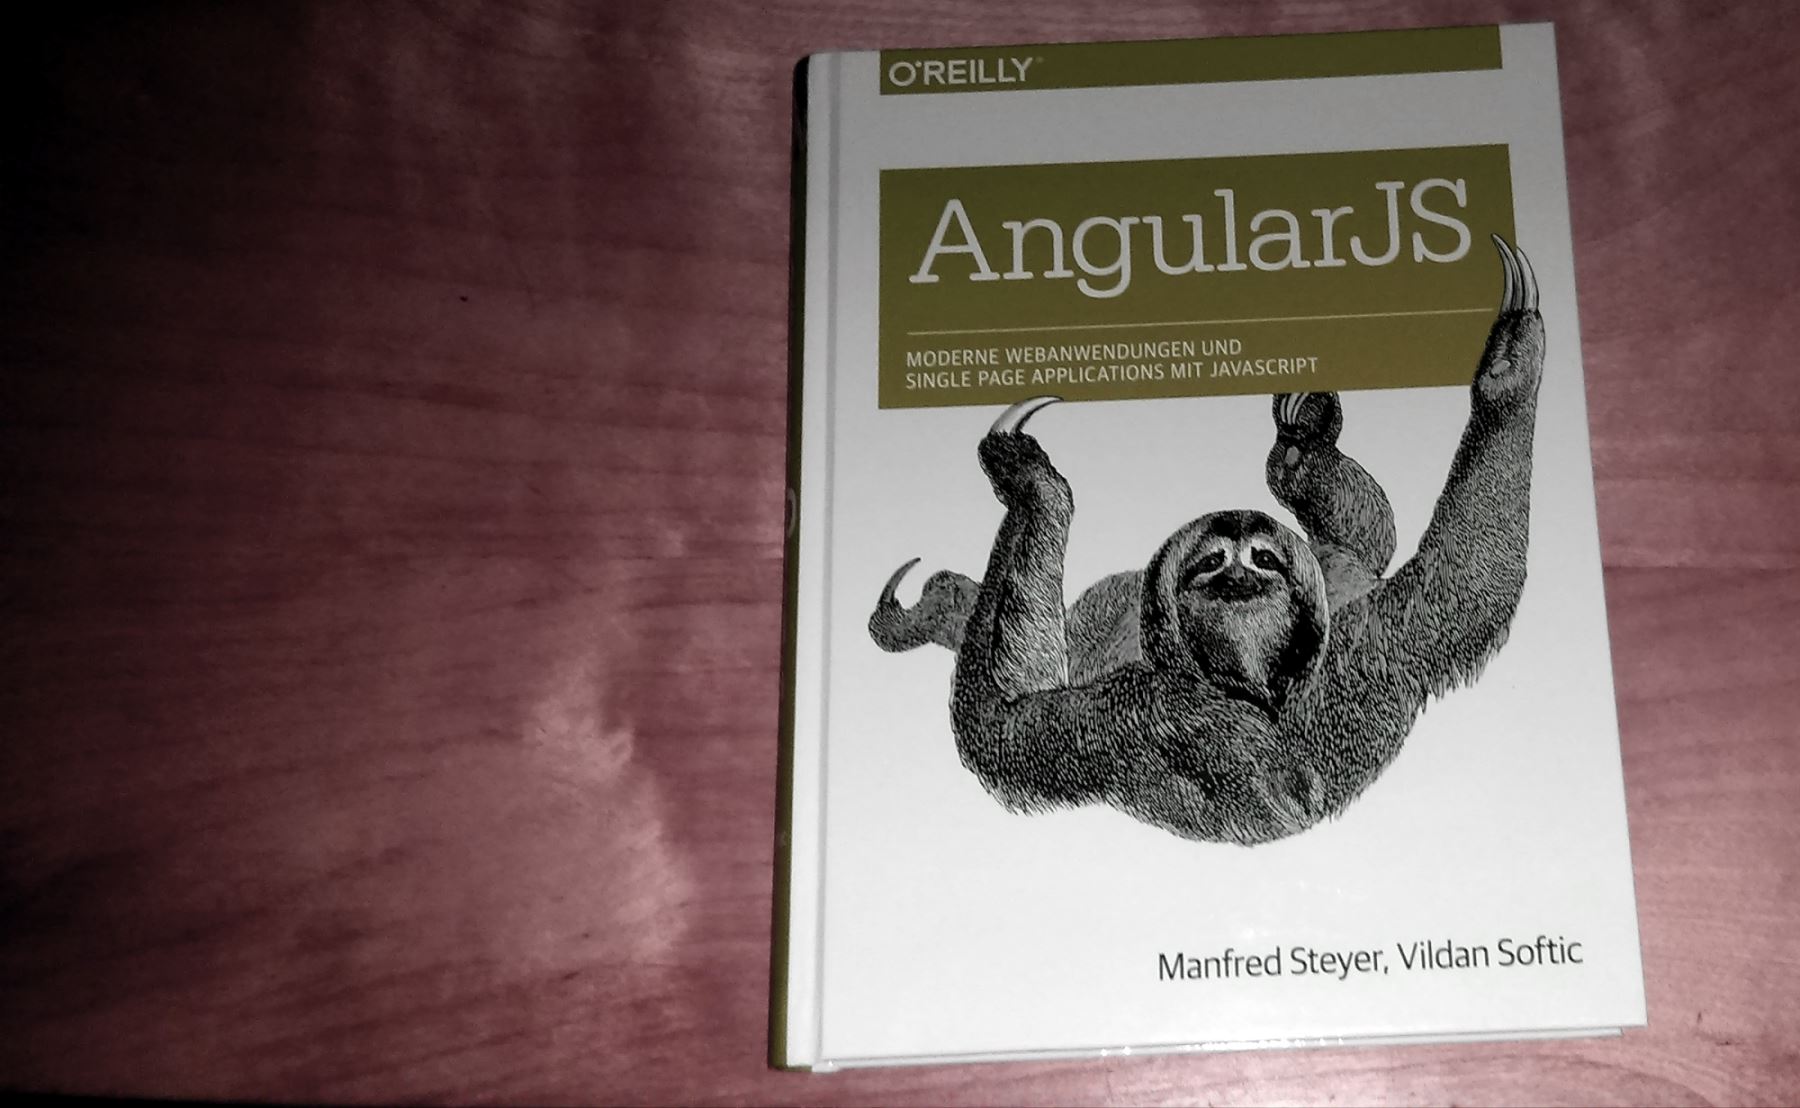 O'REILLY
AngularJS
MODERNE WEBANWENDUNGEN UND
SINGLE PAGE APPLICATIONS MIT JAVASCRIPT
Manfred Steyer, Vildan Softic